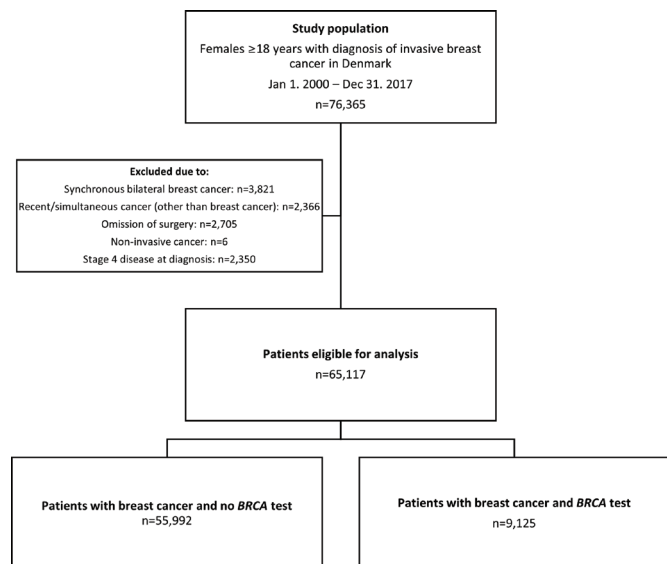 Study population
Females ≥18 years with diagnosis of invasive breast
cancer in Denmark
Jan 1. 2000 – Dec 31. 2017
n=76,365
Excluded due to:
Synchronous bilateral breast cancer: n=3,821
Recent/simultaneous cancer (other than breast cancer): n=2,366
Omission of surgery: n=2,705
Non-invasive cancer: n=6
Stage 4 disease at diagnosis: n=2,350
Patients eligible for analysis
n=65,117
Patients with breast cancer and no BRCA test
n=55,992
Patients with breast cancer and BRCA test
n=9,125